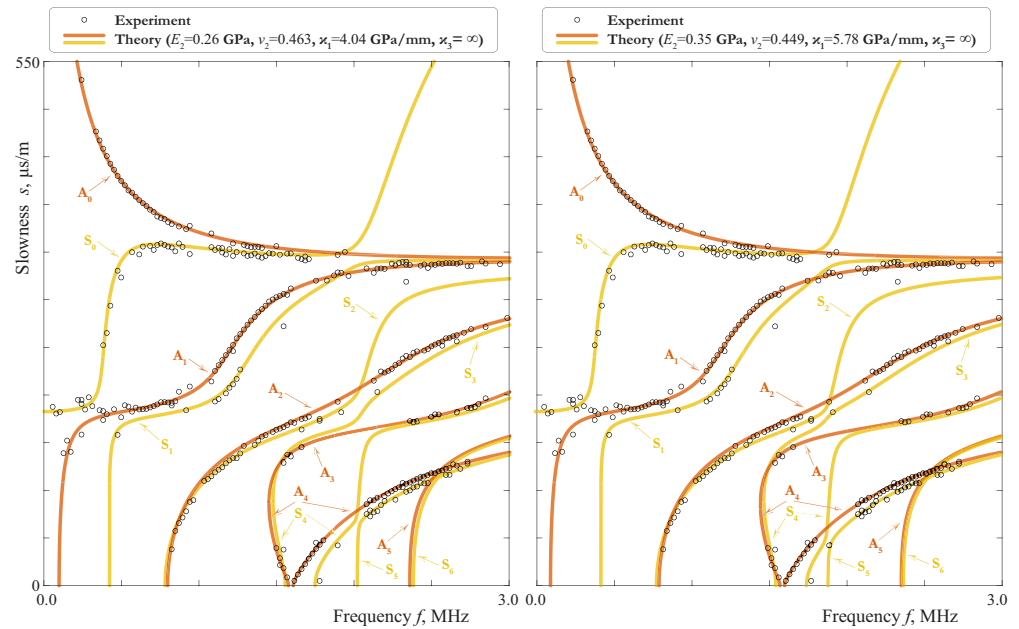 Experiment
Theory (E₂=0.26 GPa, ν₂=0.463, ϰ₁=4.04 GPa/mm, ϰ₃= ∞)
550
Slowness s, μs/m
A₀
S₀
A₁
S₁
A₂
S₂
S₃
A₃
A₄
S₄
A₅
S₅
S₆
0
0.0
Frequency f, MHz
3.0
Experiment
Theory (E₂=0.35 GPa, ν₂=0.449, ϰ₁=5.78 GPa/mm, ϰ₃= ∞)
A₀
S₀
A₁
S₁
A₂
S₂
S₃
A₃
A₄
S₄
A₅
S₅
S₆
0.0
Frequency f, MHz
3.0